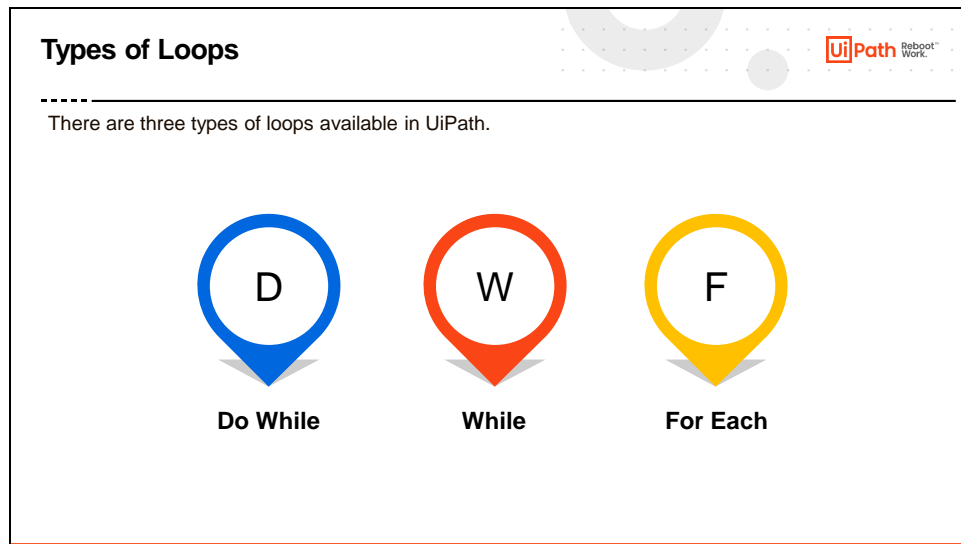 Types of Loops
UiPath Reboot™
Work.
There are three types of loops available in UiPath.
D W F
Do While While For Each